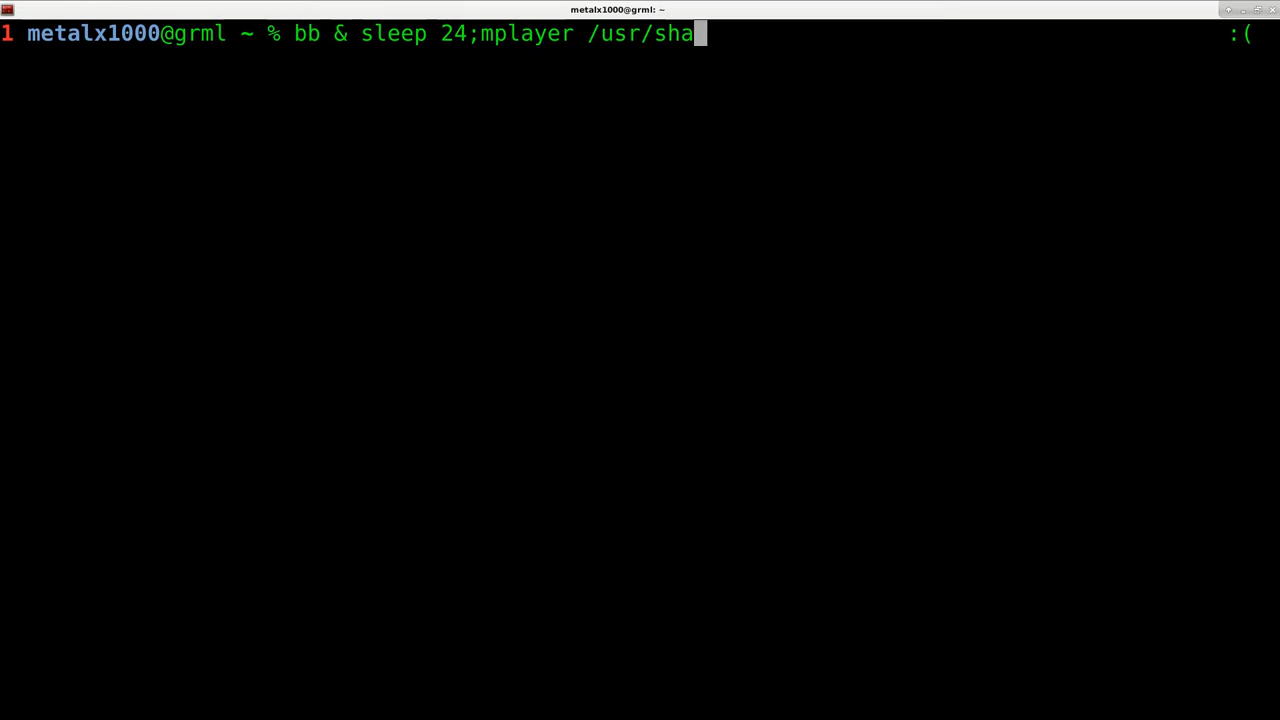 metalx1000@grml: ~
1 metalx1000@grml ~ % bb & sleep 24;mplayer /usr/sha :(